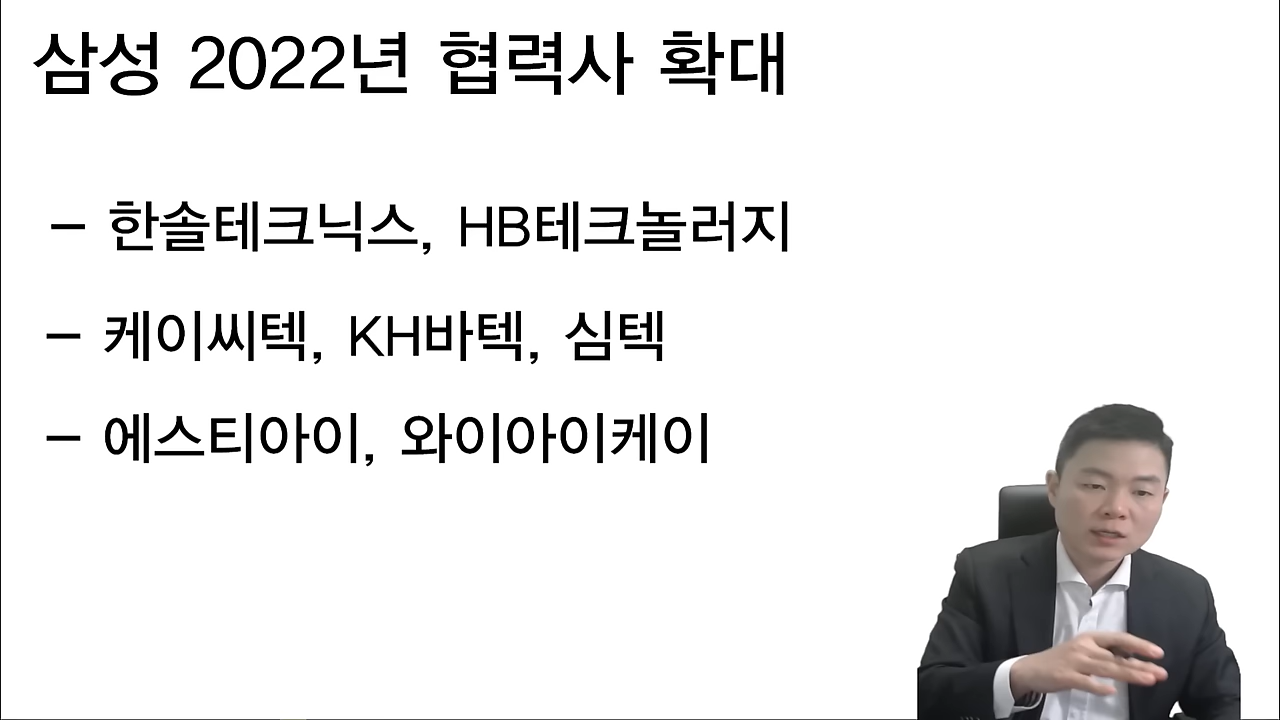 삼성 2022년 협력사 확대
- 한솔테크닉스, HB테크놀러지
- 케이씨텍, KH바텍, 심텍
- 에스티아이, 와이아이케이